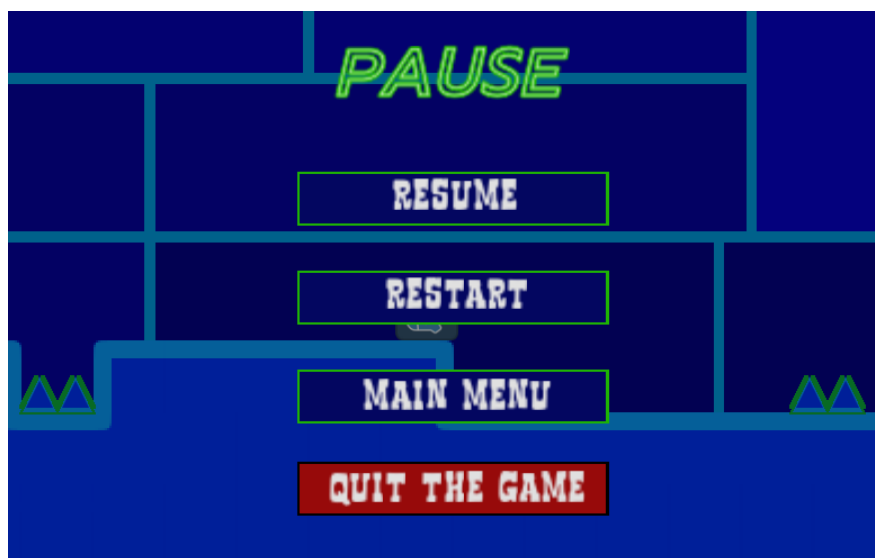 PAUSE
RESUME
RESTART
MAIN MENU
QUIT THE GAME